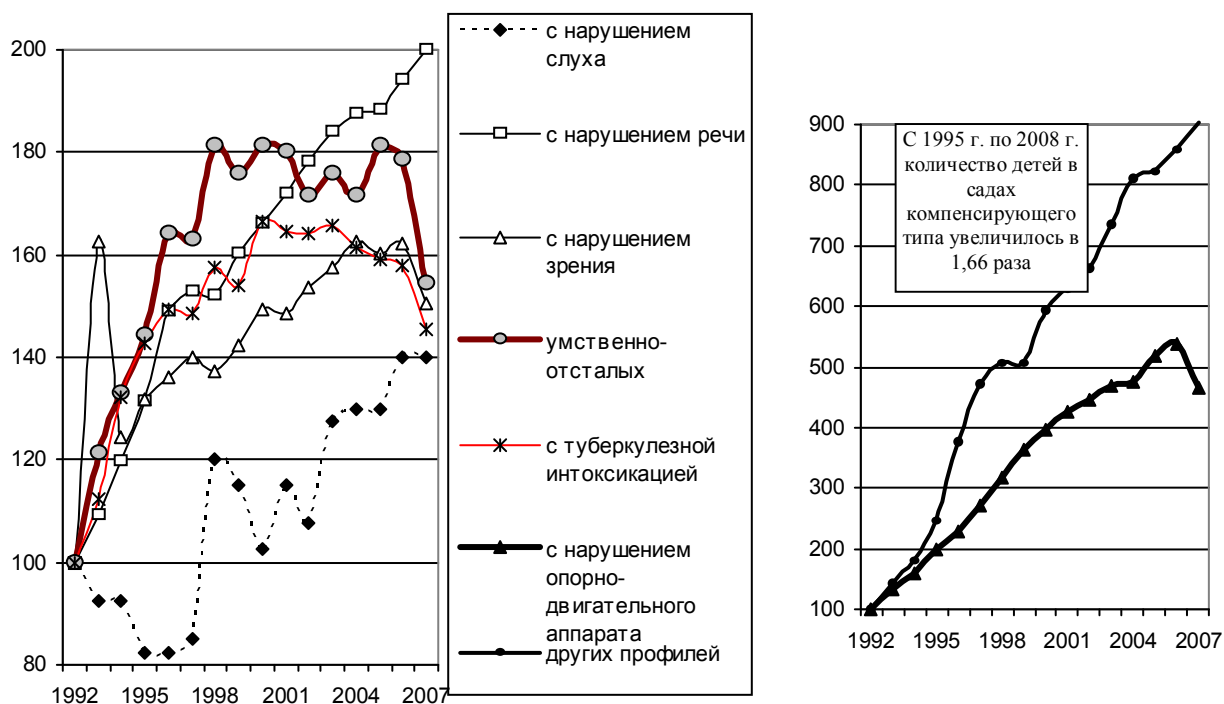 200
180
160
140
120
100
80
1992
1995
1998
2001
2004
2007
с нарушением
слуха
с нарушением речи
с нарушением
зрения
умственно-
отсталых
с туберкулезной
интоксикацией
с нарушением
опорно-
двигательного
аппарата
других профилей
900
800
700
600
500
400
300
200
100
1992
1995
1998
2001
2004
2007
С 1995 г. по 2008 г.
количество детей в
садах
компенсирующего
типа увеличилось в
1,66 раза